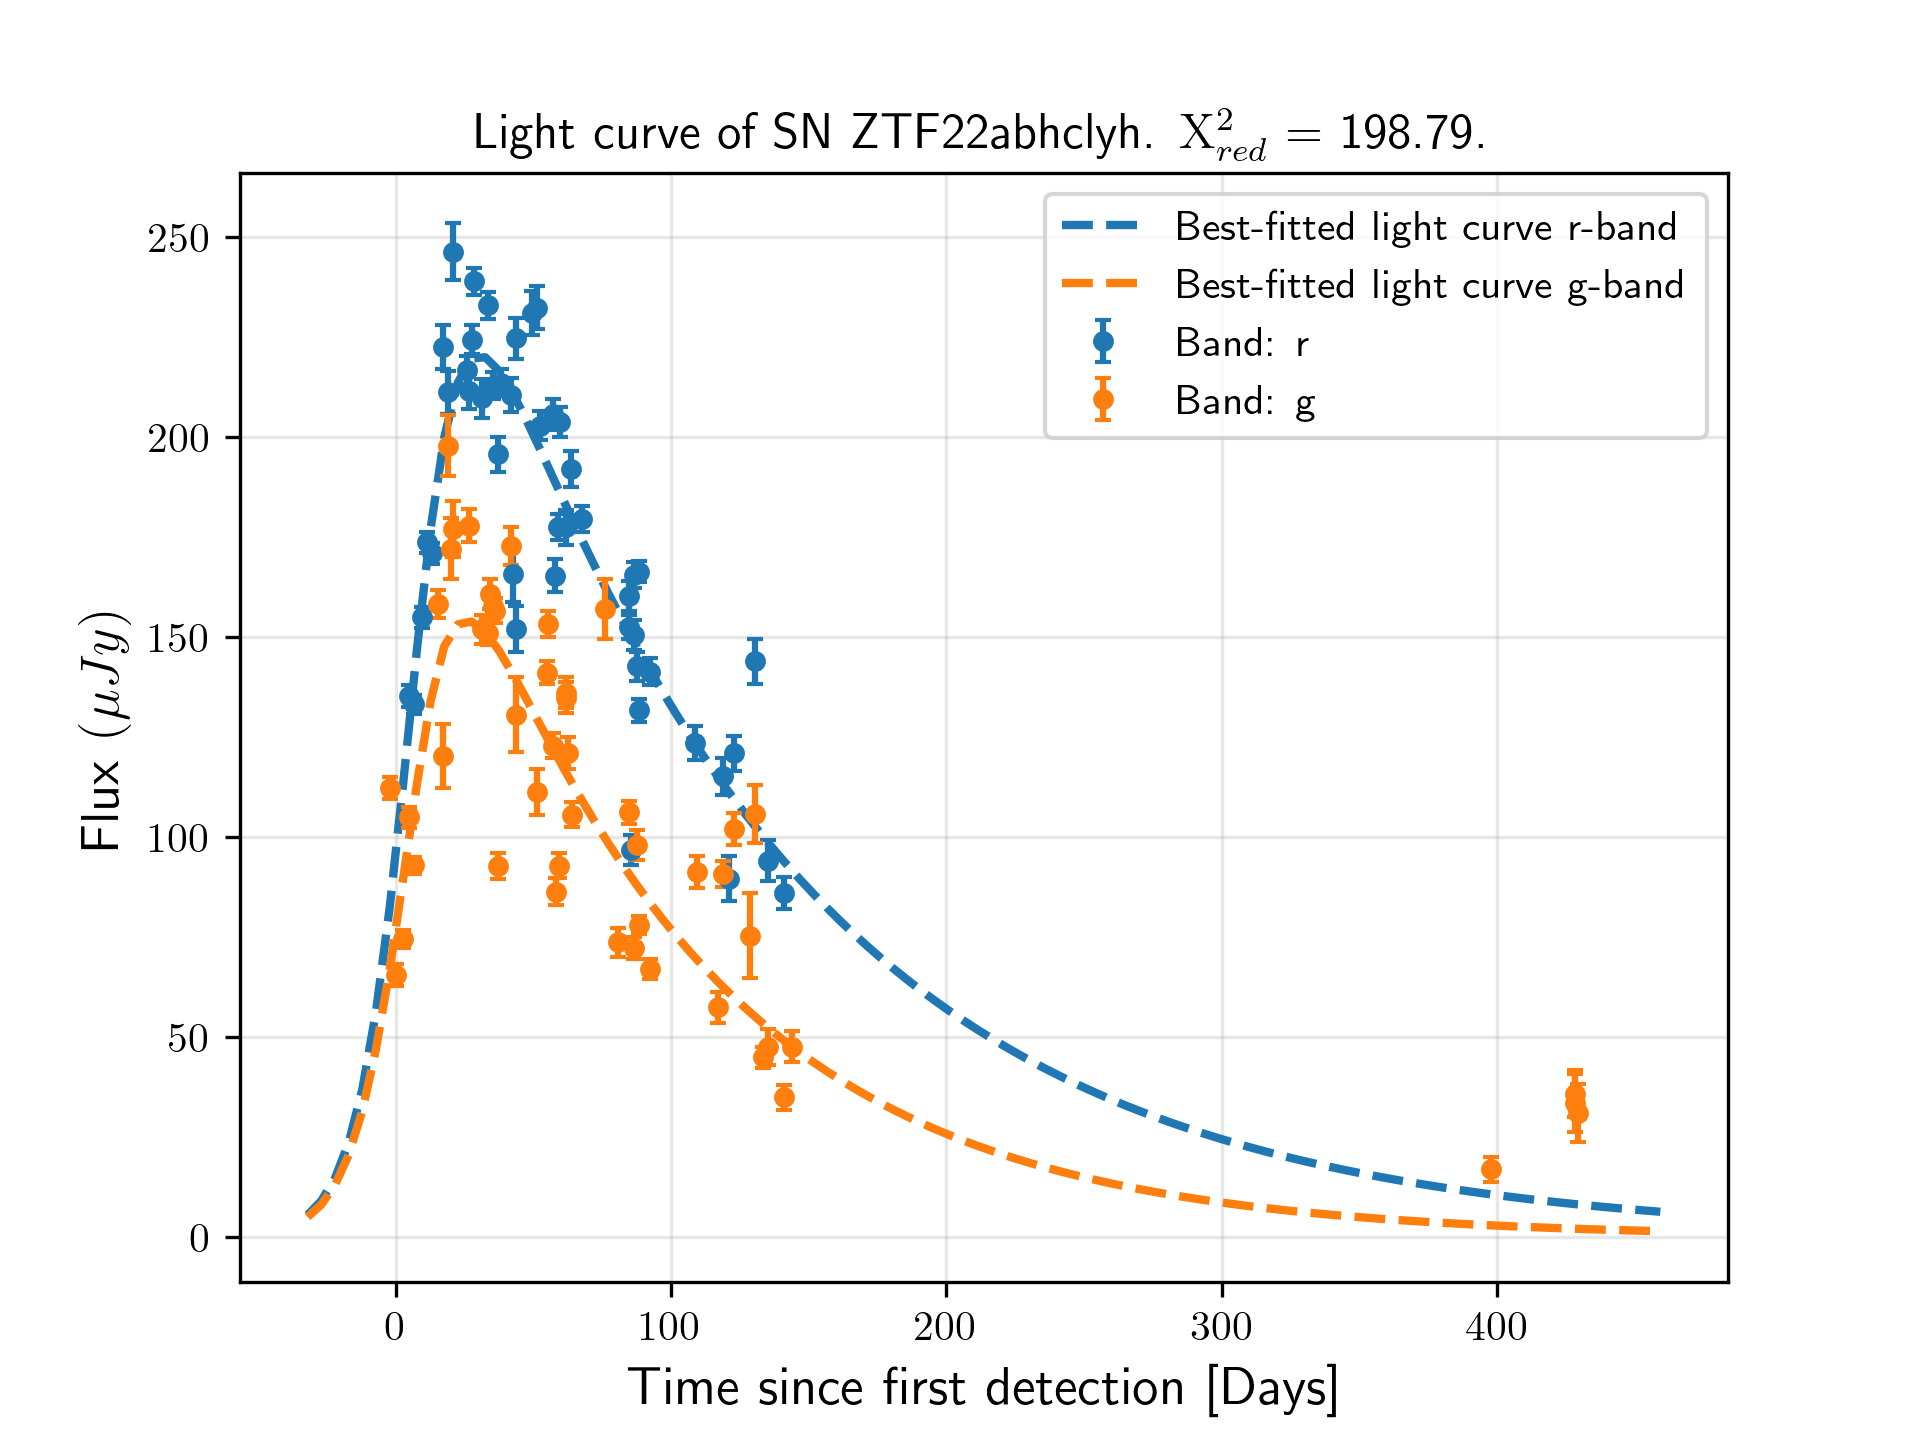 Light curve of SN ZTF22abhclyh. X²_red = 198.79.
Best-fitted light curve r-band
Best-fitted light curve g-band
Band: r
Band: g
Flux (μJy)
250
200
150
100
50
0
0 100 200 300 400
Time since first detection [Days]